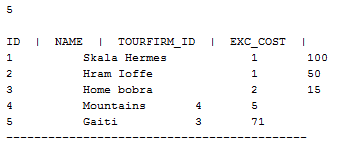 5
ID | NAME | TOURFIRM_ID | EXC_COST |
1 Skala Hermes 1 100
2 Hram Ioffe 1 50
3 Home bobra 2 15
4 Mountains 4 5
5 Gaiti 3 71
-------------------------------------------